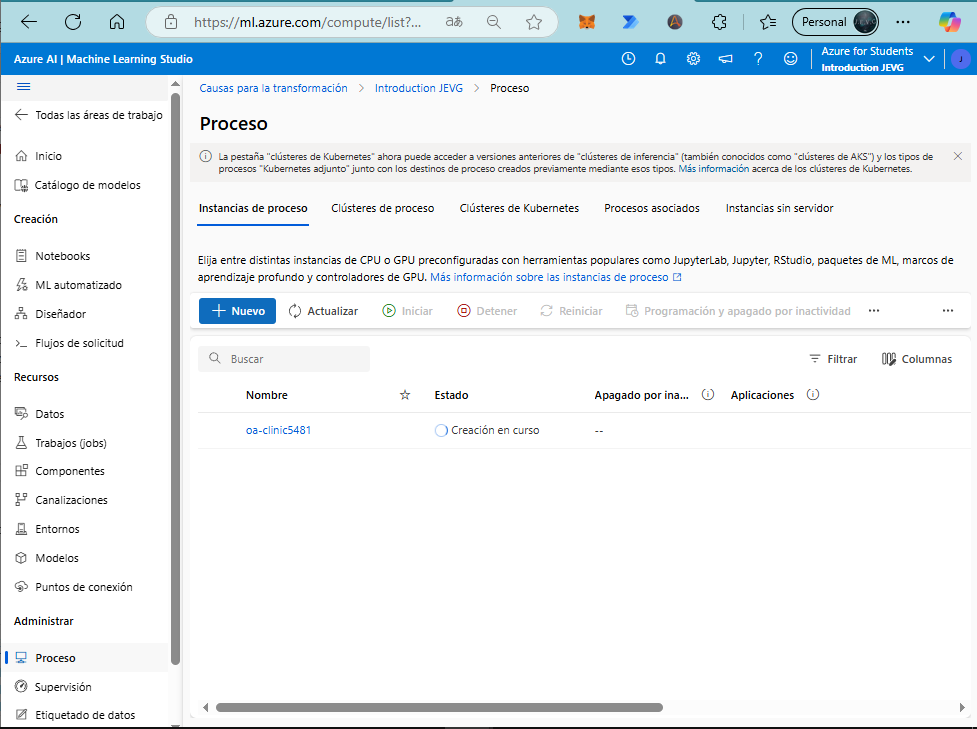 https://ml.azure.com/compute/list?...
Personal
Azure AI | Machine Learning Studio
Azure for Students
Introduction JEVG
J
Todas las áreas de trabajo
Inicio
Catálogo de modelos
Creación
Notebooks
ML automatizado
Diseñador
Flujos de solicitud
Recursos
Datos
Trabajos (jobs)
Componentes
Canalizaciones
Entornos
Modelos
Puntos de conexión
Administrar
Proceso
Supervisión
Etiquetado de datos
Causas para la transformación > Introduction JEVG > Proceso
Proceso
La pestaña "clústeres de Kubernetes" ahora puede acceder a versiones anteriores de "clústeres de inferencia" (también conocidos como "clústeres de AKS") y los tipos de
procesos "Kubernetes adjunto" junto con los destinos de proceso creados previamente mediante esos tipos. Más información acerca de los clústeres de Kubernetes.
Instancias de proceso Clústeres de proceso Clústeres de Kubernetes Procesos asociados Instancias sin servidor
Elija entre distintas instancias de CPU o GPU preconfiguradas con herramientas populares como JupyterLab, Jupyter, RStudio, paquetes de ML, marcos de
aprendizaje profundo y controladores de GPU. Más información sobre las instancias de proceso
Nuevo Actualizar Iniciar Detener Reiniciar Programación y apagado por inactividad
Buscar Filtrar Columnas
Nombre Estado Apagado por ina... Aplicaciones
oa-clinic5481 Creación en curso --